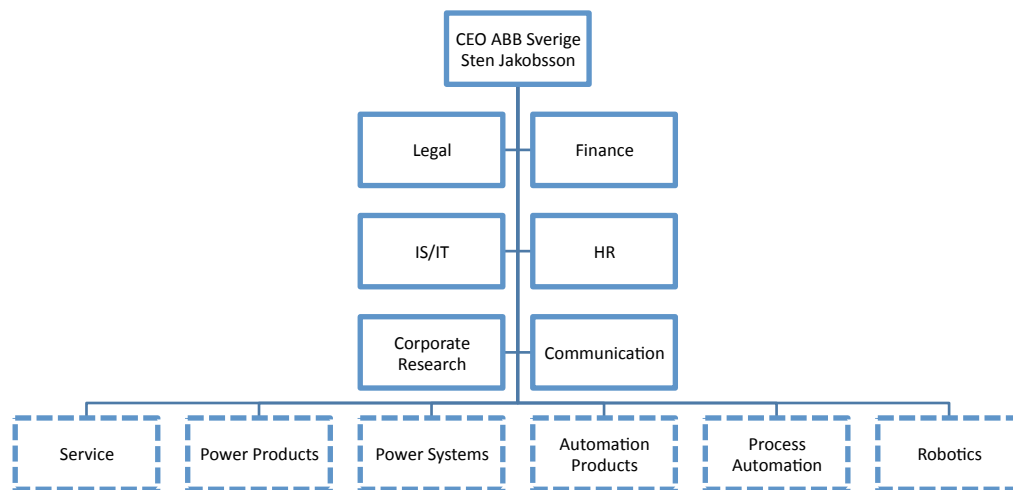 CEO ABB Sverige
Sten Jakobsson
Legal
Finance
IS/IT
HR
Corporate
Research
Communication
Service
Power Products
Power Systems
Automation
Products
Process
Automation
Robotics